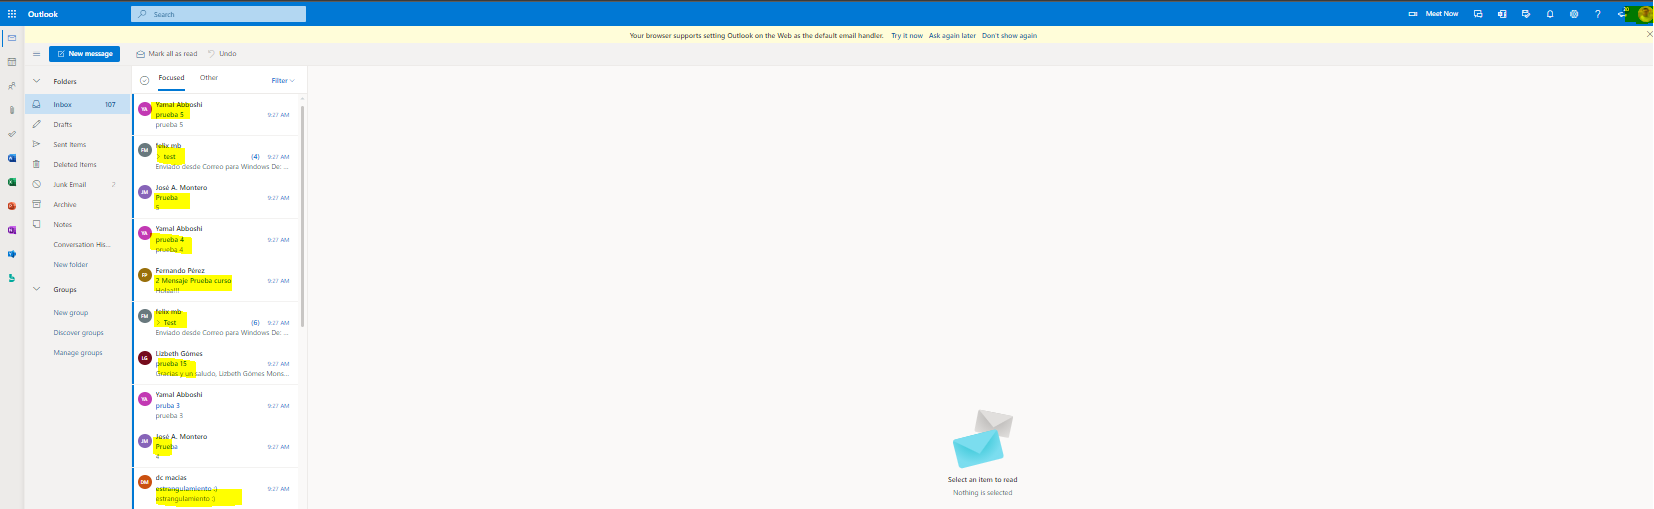 Outlook
Search
Meet Now
20
Your browser supports setting Outlook on the Web as the default email handler. Try it now Ask again later Don't show again
New message
Mark all as read
Undo
Folders
Inbox 107
Drafts
Sent Items
Deleted Items
Junk Email 2
Archive
Notes
Conversation His...
New folder
Groups
New group
Discover groups
Manage groups
Focused
Other
Filter
YA
Yamal Abboshi
prueba 5 9:27 AM
prueba 5
FM
felix mb
test (4) 9:27 AM
Enviado desde Correo para Windows De: ...
JM
José A. Montero
Prueba 9:27 AM
5
YA
Yamal Abboshi
prueba 4 9:27 AM
prueba 4
FP
Fernando Pérez
2 Mensaje Prueba curso 9:27 AM
Holaa!!!
FM
felix mb
Test (6) 9:27 AM
Enviado desde Correo para Windows De: ...
LG
Lizbeth Gómes
prueba 15 9:27 AM
Gracias y un saludo, Lizbeth Gómes Mons...
YA
Yamal Abboshi
pruba 3 9:27 AM
prueba 3
JM
José A. Montero
Prueba 9:27 AM
4
DM
dc macias
estrangulamiento :) 9:27 AM
estrangulamiento :)
Select an item to read
Nothing is selected